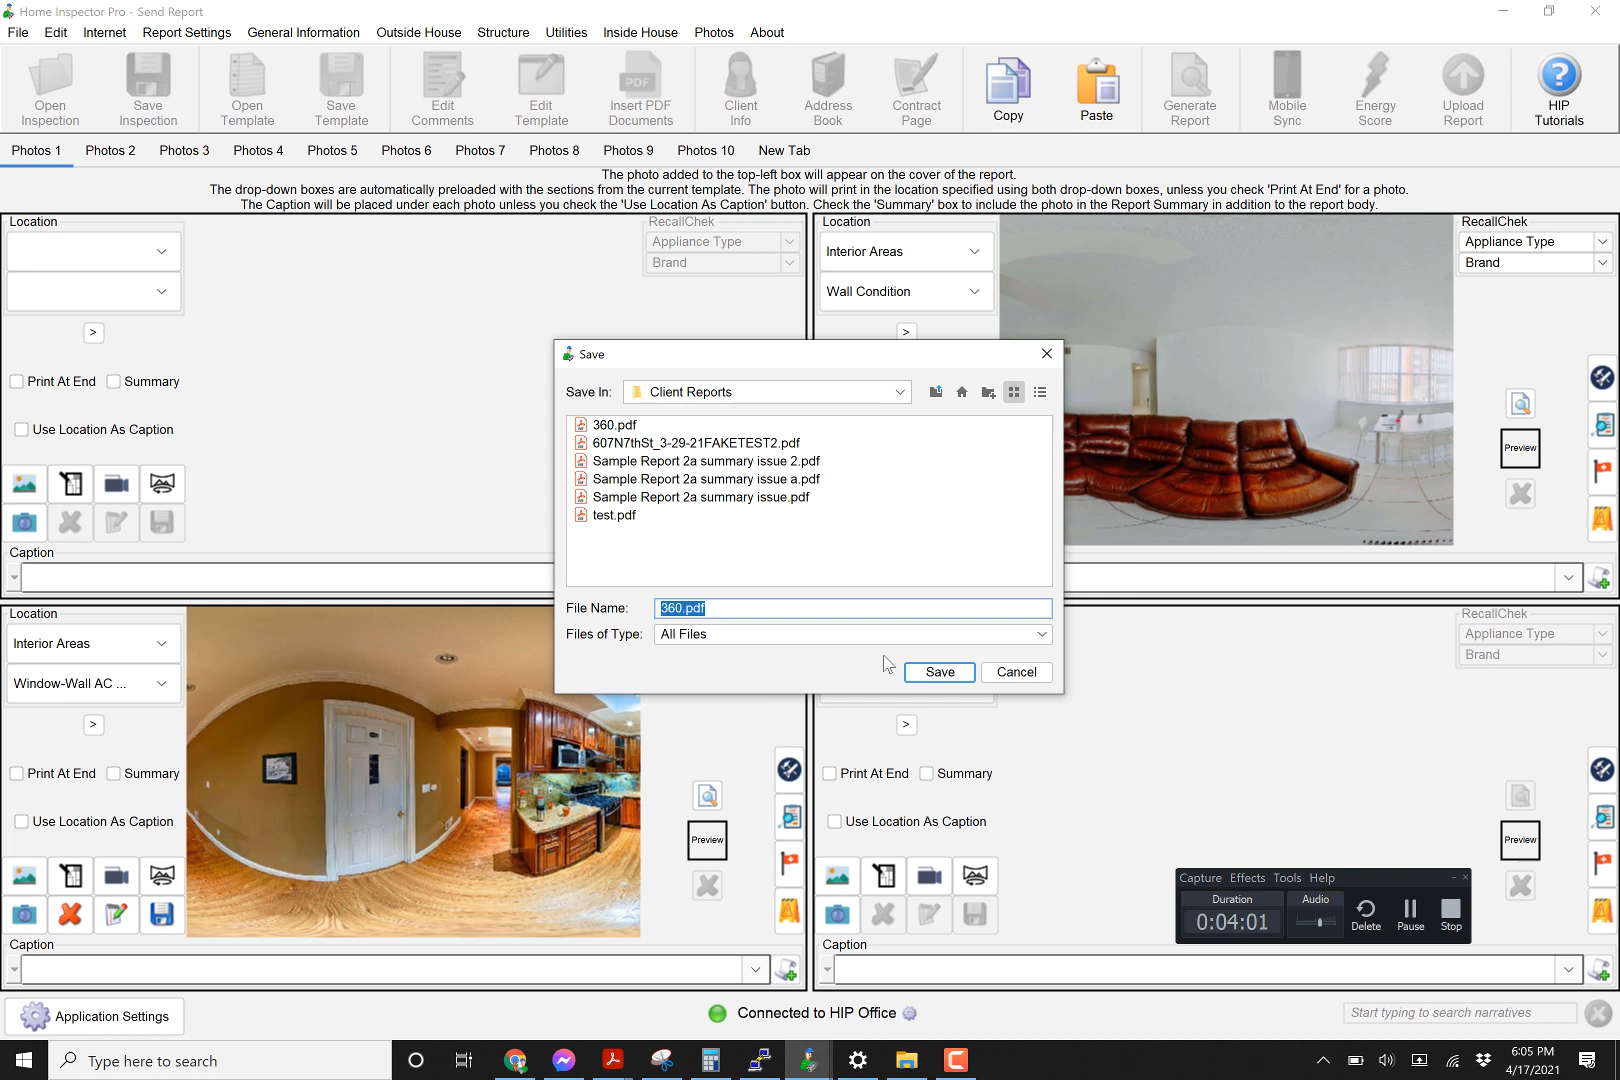 Home Inspector Pro - Send Report
File Edit Internet Report Settings General Information Outside House Structure Utilities Inside House Photos About
Open Inspection
Save Inspection
Open Template
Save Template
Edit Comments
Edit Template
PDF
Insert PDF Documents
Client Info
Address Book
Contract Page
Copy
Paste
Generate Report
Mobile Sync
Energy Score
Upload Report
HIP Tutorials
Photos 1 Photos 2 Photos 3 Photos 4 Photos 5 Photos 6 Photos 7 Photos 8 Photos 9 Photos 10 New Tab
The photo added to the top-left box will appear on the cover of the report.
The drop-down boxes are automatically preloaded with the sections from the current template. The photo will print in the location specified using both drop-down boxes, unless you check 'Print At End' for a photo.
The Caption will be placed under each photo unless you check the 'Use Location As Caption' button. Check the 'Summary' box to include the photo in the Report Summary in addition to the report body.
Location
RecallChek
Appliance Type
Brand
>
Print At End Summary
Use Location As Caption
Caption
Location
Interior Areas
Wall Condition
>
RecallChek
Appliance Type
Brand
Preview
Save
Save In: Client Reports
360.pdf
607N7thSt_3-29-21FAKETEST2.pdf
Sample Report 2a summary issue 2.pdf
Sample Report 2a summary issue a.pdf
Sample Report 2a summary issue.pdf
test.pdf
File Name: 360.pdf
Files of Type: All Files
Save Cancel
Location
Interior Areas
Window-Wall AC ...
>
Print At End Summary
Use Location As Caption
Preview
Caption
RecallChek
Appliance Type
Brand
>
Print At End Summary
Use Location As Caption
Preview
Caption
Capture Effects Tools Help
Duration
0:04:01
Audio
Delete Pause Stop
Application Settings
Connected to HIP Office
Start typing to search narratives
Type here to search
6:05 PM
4/17/2021